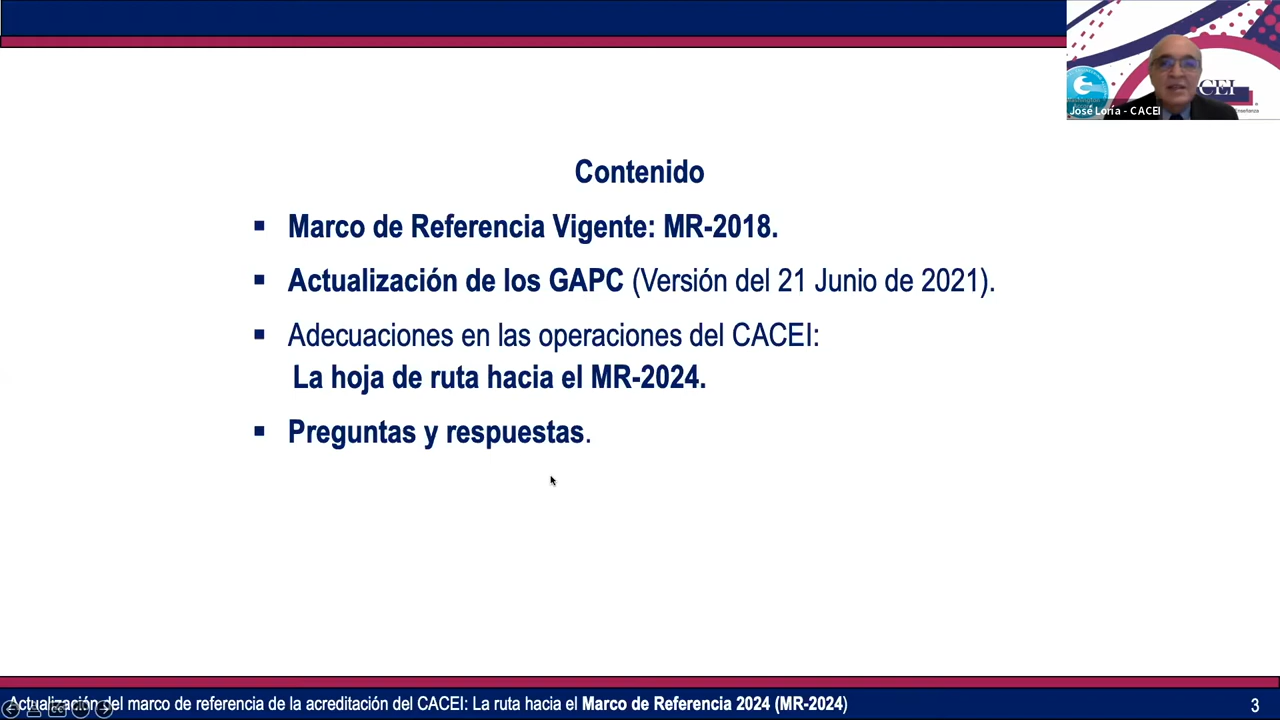 CEI
José Loría - CACEI
Contenido
▪ Marco de Referencia Vigente: MR-2018.
▪ Actualización de los GAPC (Versión del 21 Junio de 2021).
▪ Adecuaciones en las operaciones del CACEI:
La hoja de ruta hacia el MR-2024.
▪ Preguntas y respuestas.
Actualización del marco de referencia de la acreditación del CACEI: La ruta hacia el Marco de Referencia 2024 (MR-2024)
3